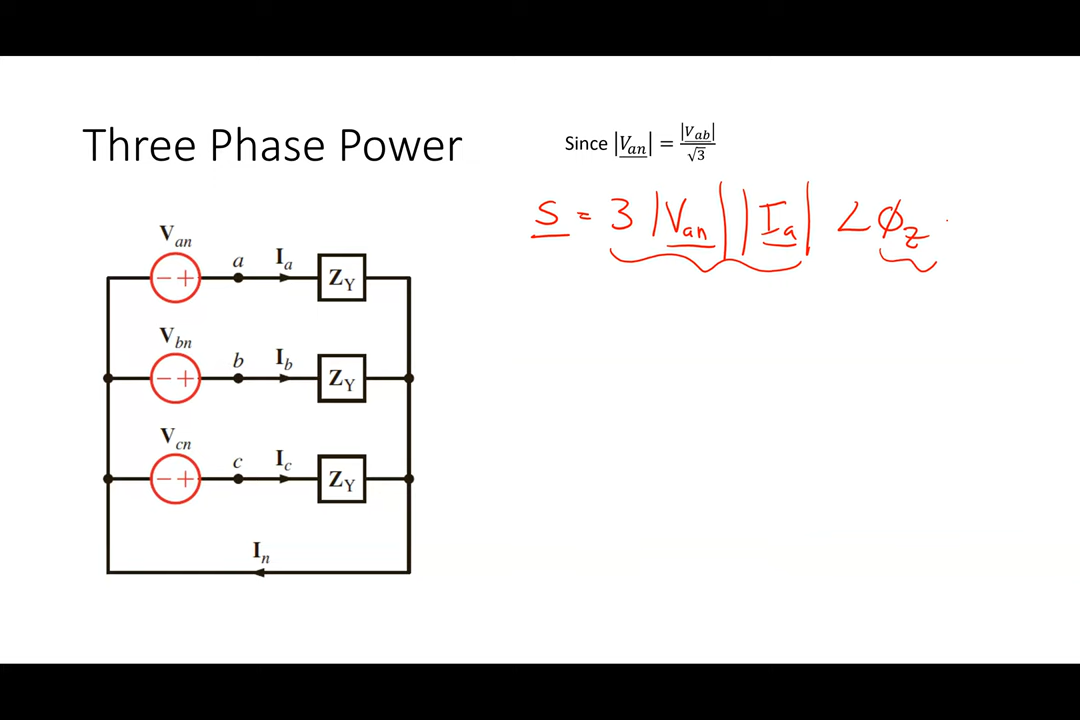 Three Phase Power
Since |V_an| = |V_ab|/√3
S = 3 |V_an| |I_a| ∠ϕ_z
V_an
a
I_a
Z_Y
V_bn
b
I_b
Z_Y
V_cn
c
I_c
Z_Y
I_n